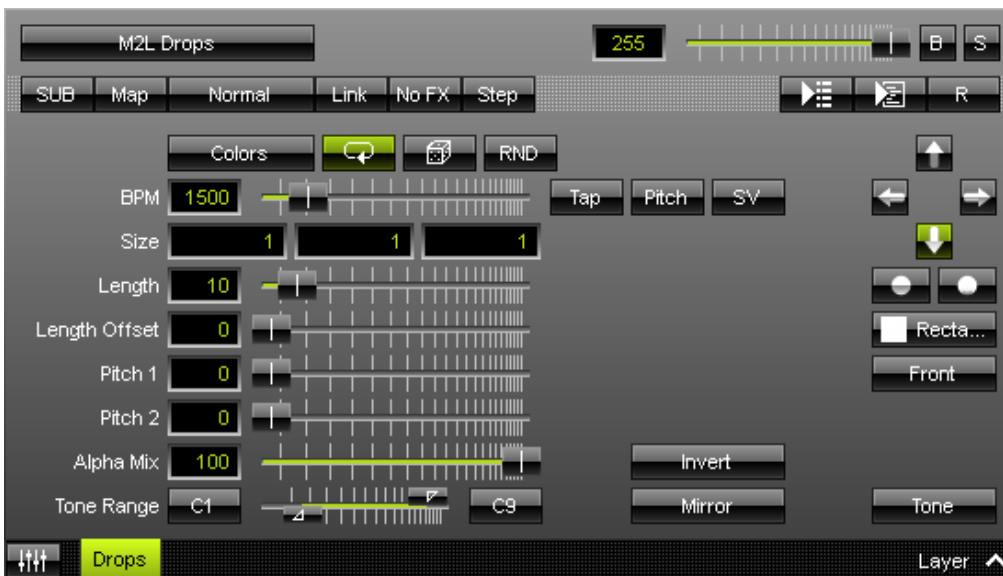 M2L Drops 255 B S
SUB Map Normal Link No FX Step R
Colors RND
BPM 1500 Tap Pitch SV
Size 1 1 1
Length 10
Length Offset 0 Recta...
Pitch 1 0 Front
Pitch 2 0
Alpha Mix 100 Invert
Tone Range C1 C9 Mirror Tone
Drops Layer